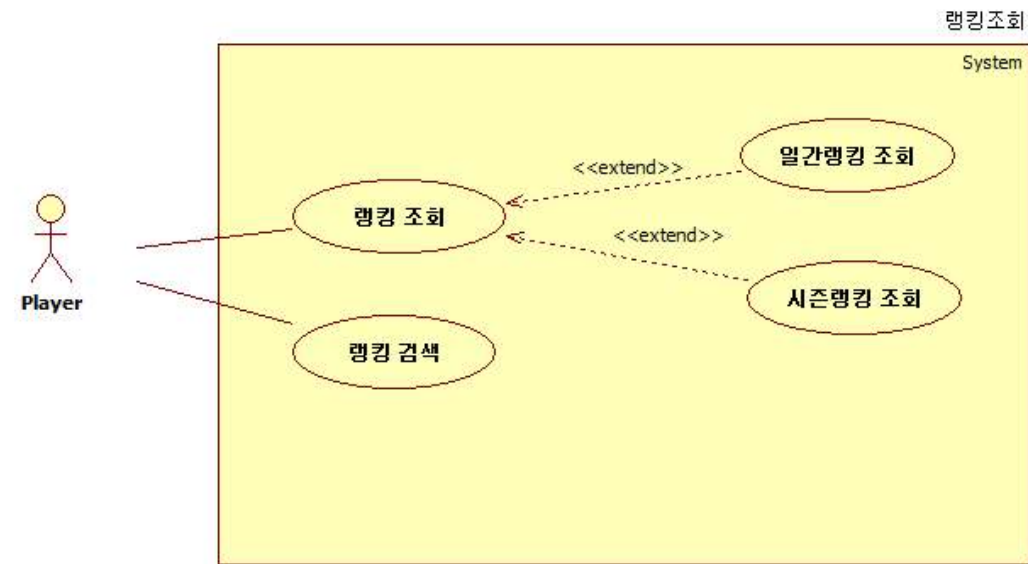 랭킹조회
System
일간랭킹 조회
<<extend>>
랭킹 조회
<<extend>>
시즌랭킹 조회
Player
랭킹 검색